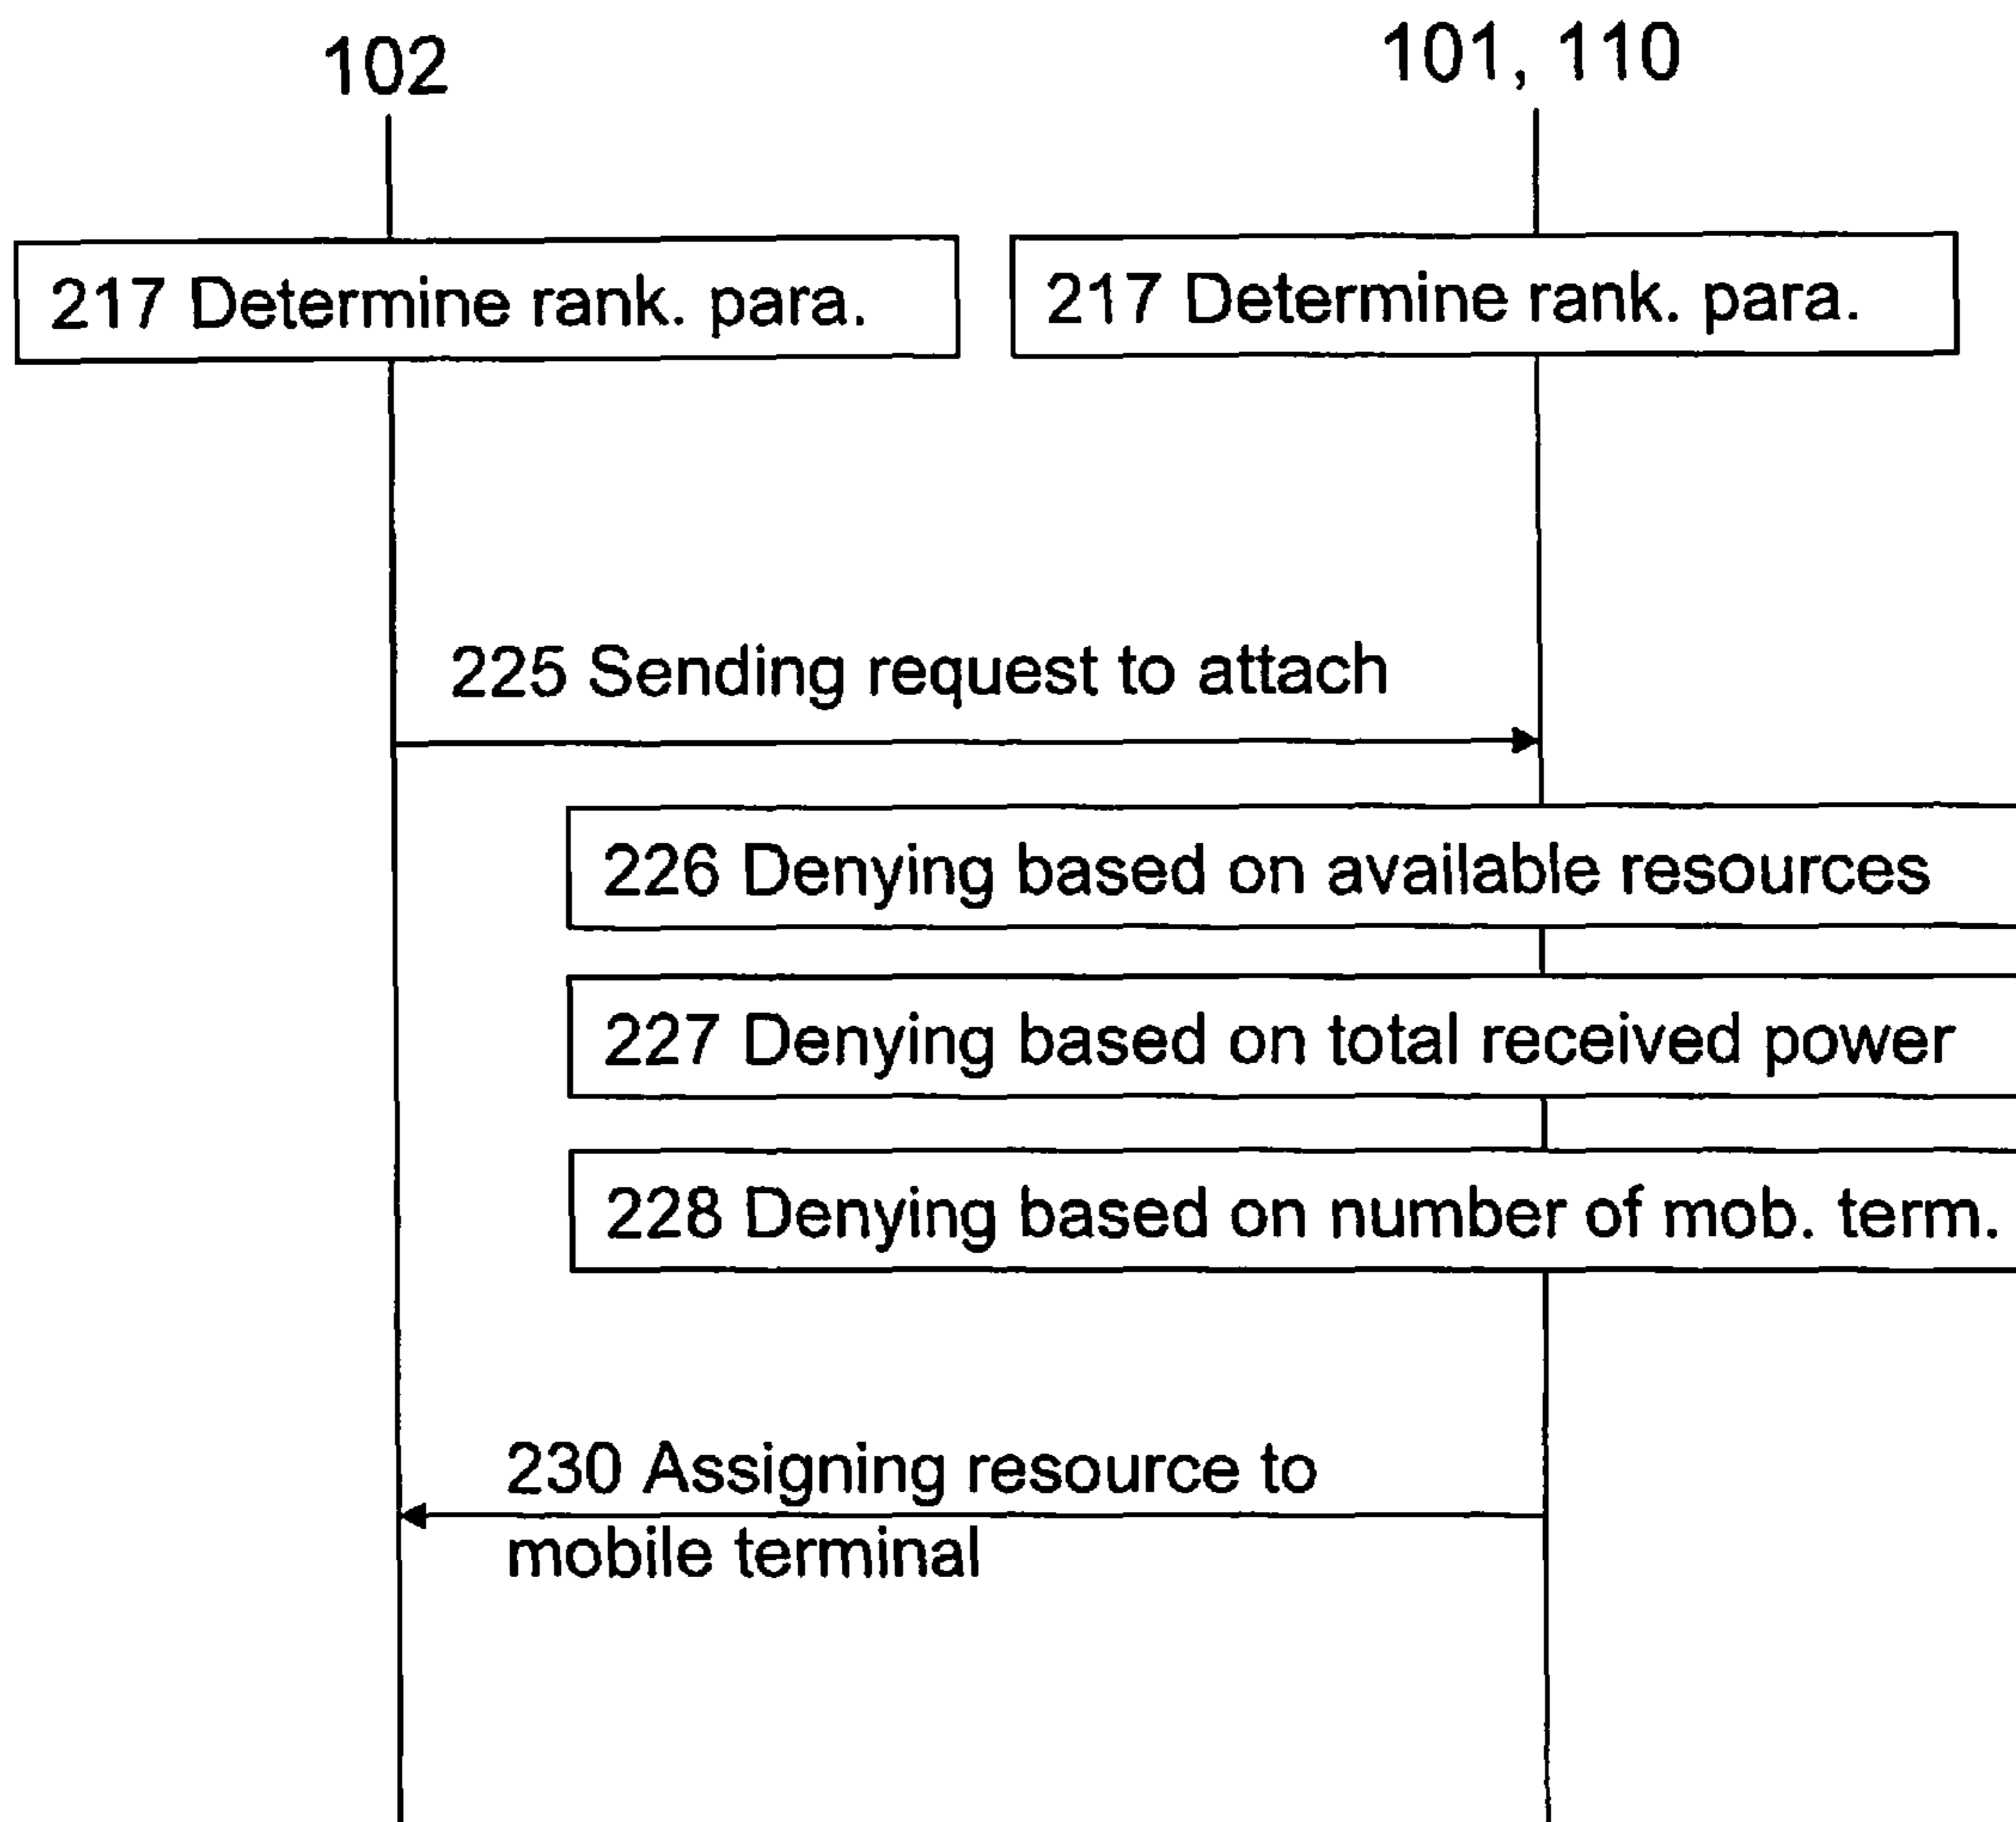 102
101, 110
217 Determine rank. para.
217 Determine rank. para.
225 Sending request to attach
226 Denying based on available resources
227 Denying based on total received power
228 Denying based on number of mob. term.
230 Assigning resource to
mobile terminal